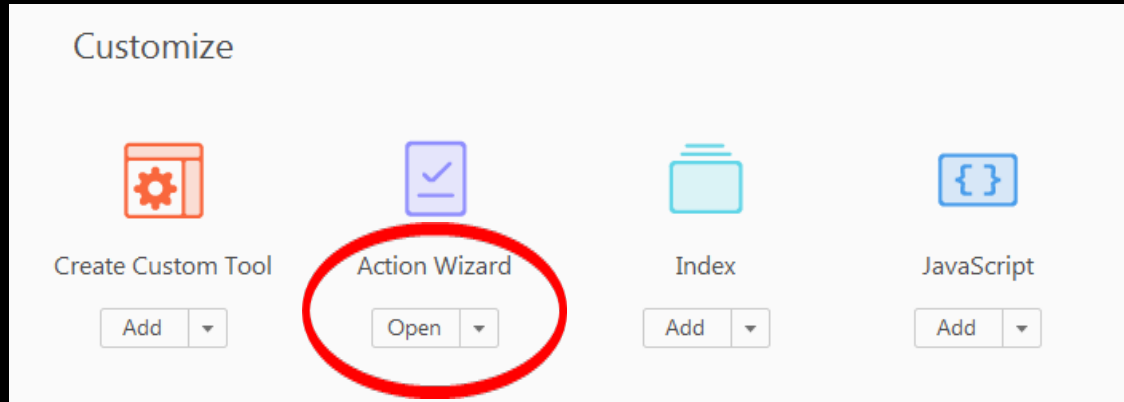 Customize
Create Custom Tool
Action Wizard
Index
JavaScript
Add
Open
Add
Add